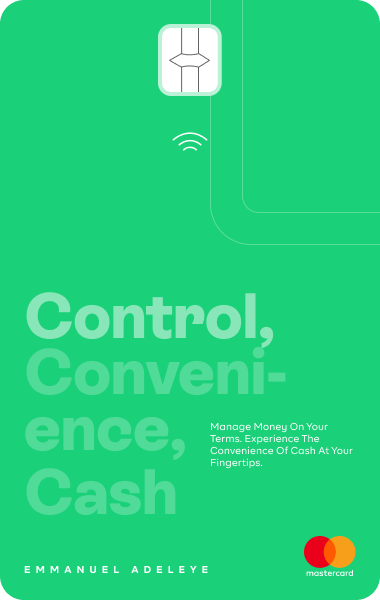 Control,
Conveni-
ence,
Cash
Manage Money On Your
Terms. Experience The
Convenience Of Cash At Your
Fingertips.
EMMANUEL ADELEYE
mastercard